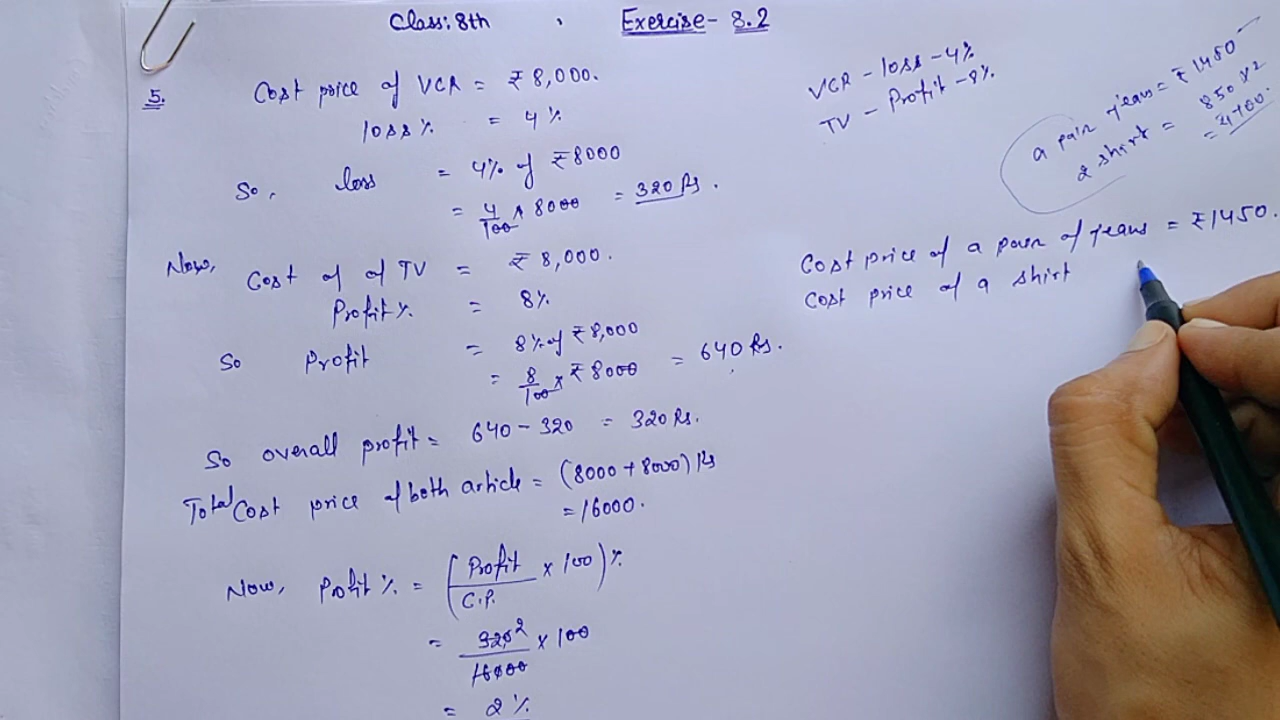 Class: 8th , Exercise - 8.2
5. Cost price of VCR = ₹ 8,000.
loss % = 4 %
So, loss = 4% of ₹8000
= 4/100 × 8000 = 320 Rs.
Now, Cost of of TV = ₹ 8,000.
Profit % = 8%
So Profit = 8% of ₹8,000
= 8/100 × ₹ 8000 = 640 Rs.
So overall profit = 640 - 320 = 320 Rs.
Total Cost price of both article = (8000 + 8000) Rs
= 16000.
Now, Profit % = (Profit/C.P. × 100) %
= 320 2/16000 × 100
= 2 %
VCR - loss - 4%
TV - Profit - 8%.
a pair jeans = ₹ 1450
2 shirt = 850 × 2
= 1700.
Cost price of a pair of jeans = ₹1450.
Cost price of a shirt